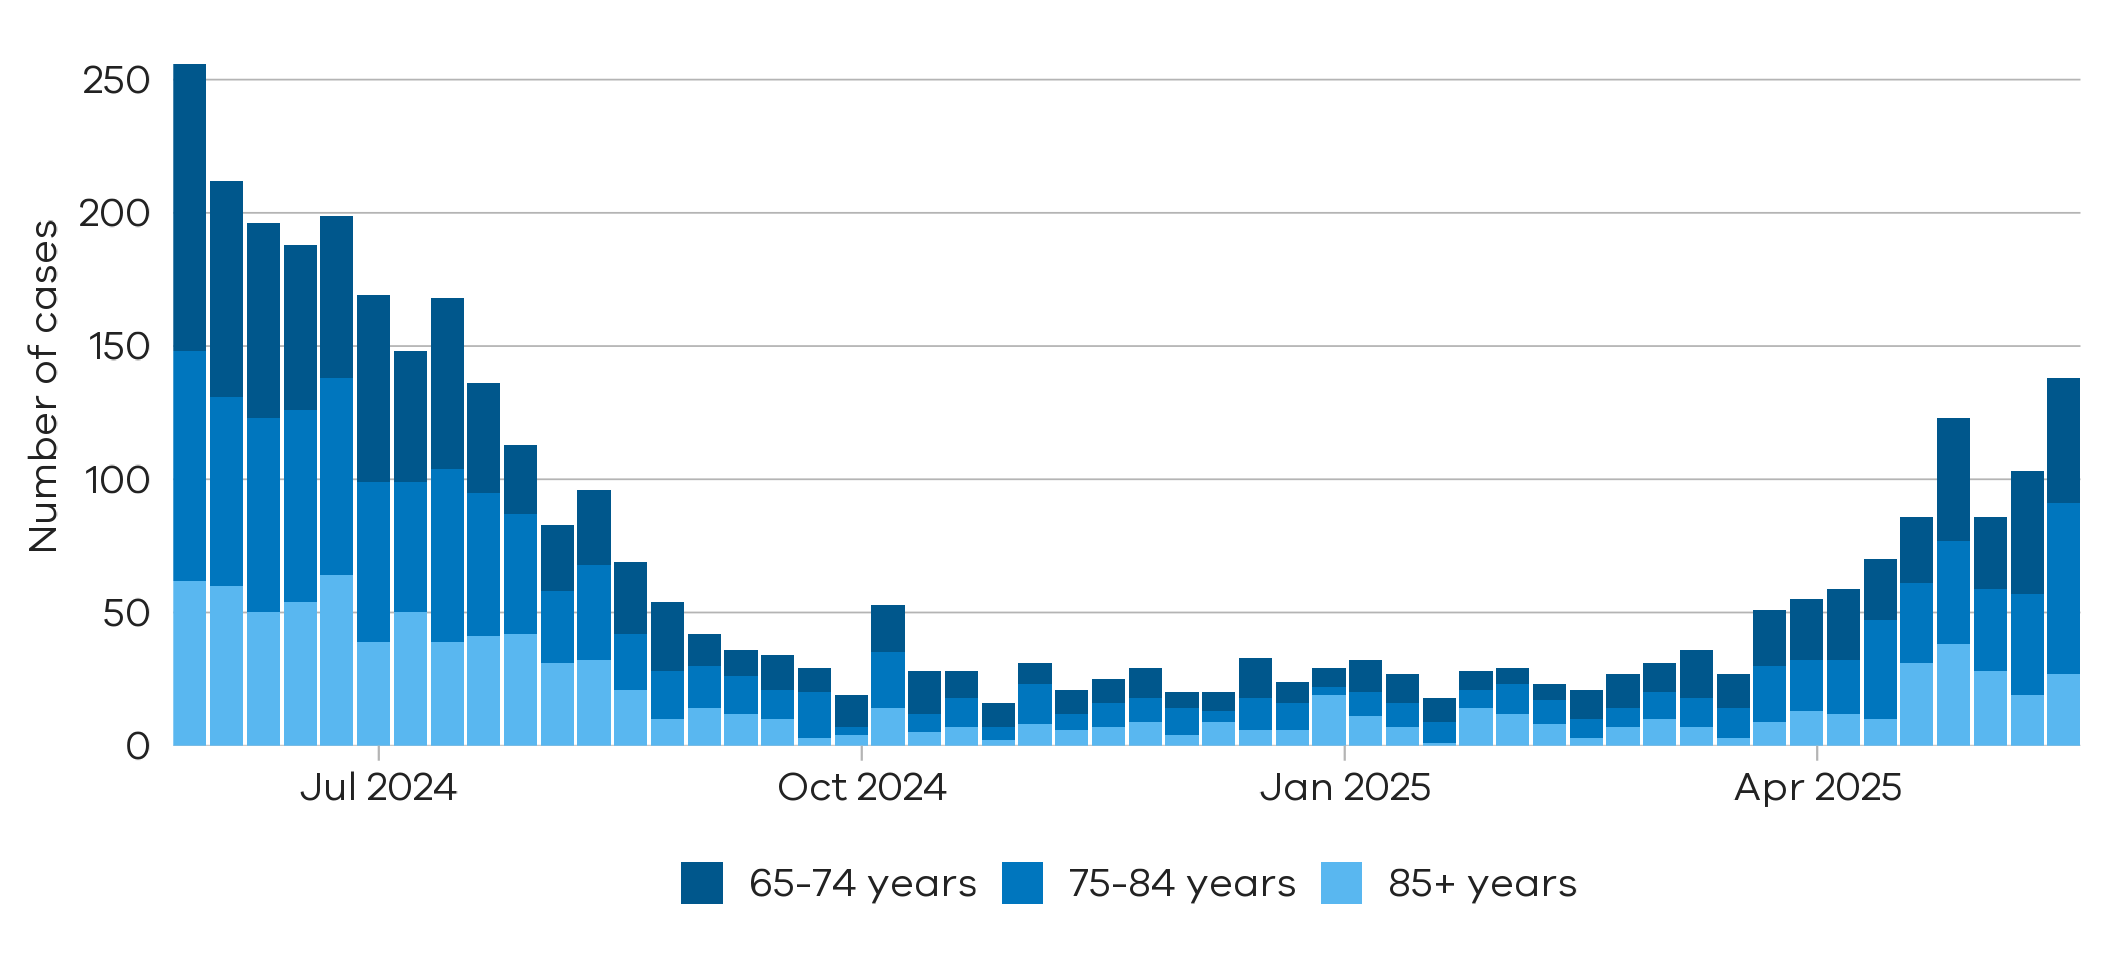 Number of cases
250
200
150
100
50
0
Jul 2024
Oct 2024
Jan 2025
Apr 2025
65-74 years
75-84 years
85+ years